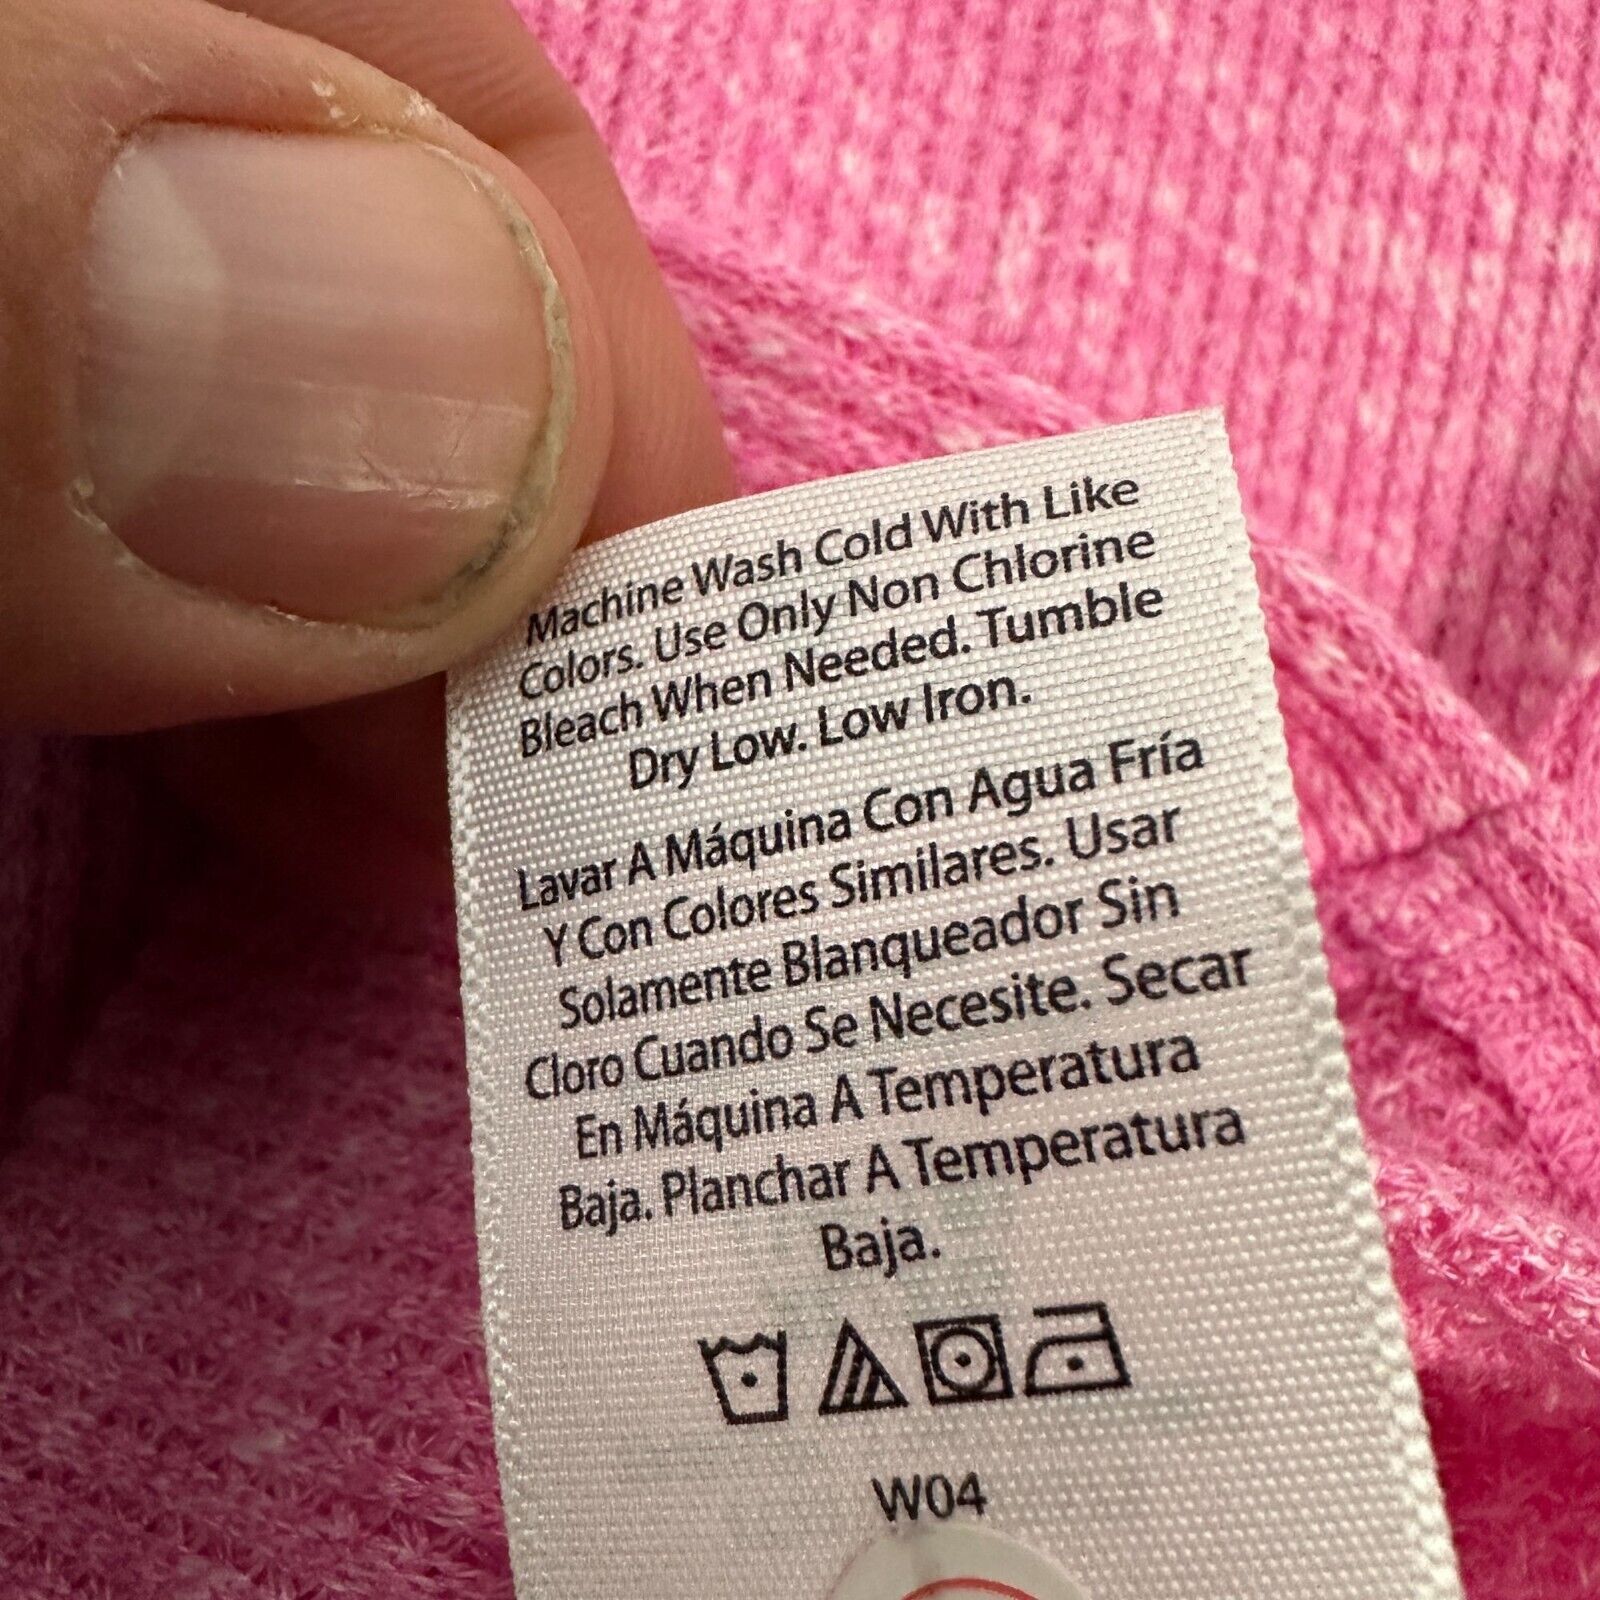 Machine Wash Cold With Like
Colors. Use Only Non Chlorine
Bleach When Needed. Tumble
Dry Low. Low Iron.
Lavar A Máquina Con Agua Fría
Y Con Colores Similares. Usar
Solamente Blanqueador Sin
Cloro Cuando Se Necesite. Secar
En Máquina A Temperatura
Baja. Planchar A Temperatura
Baja.
W04